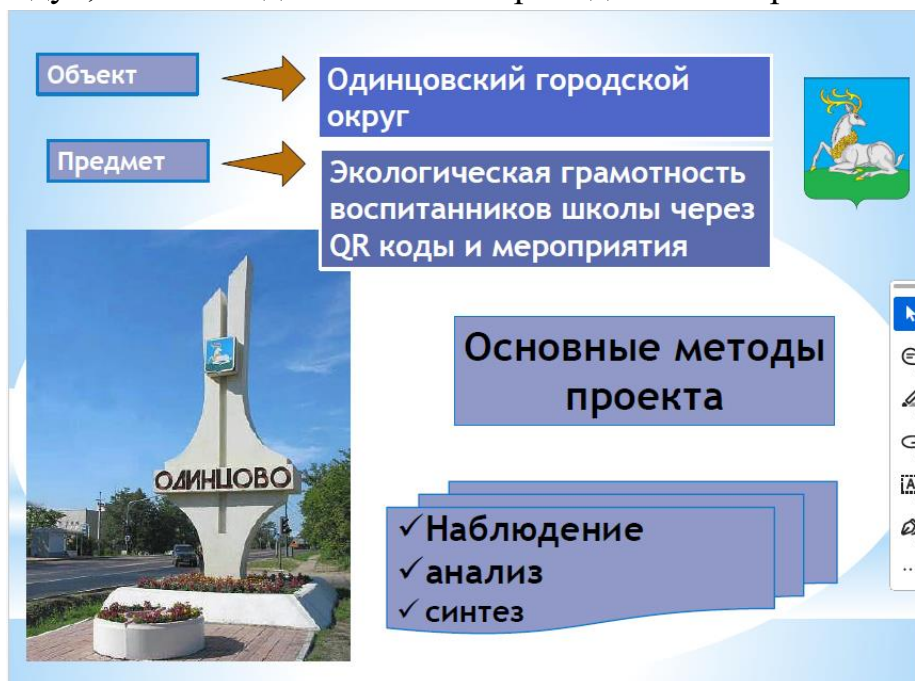 Объект
Одинцовский городской
округ
Предмет
Экологическая грамотность
воспитанников школы через
QR коды и мероприятия
Основные методы
проекта
ОДИНЦОВО
✓Наблюдение
✓анализ
✓синтез